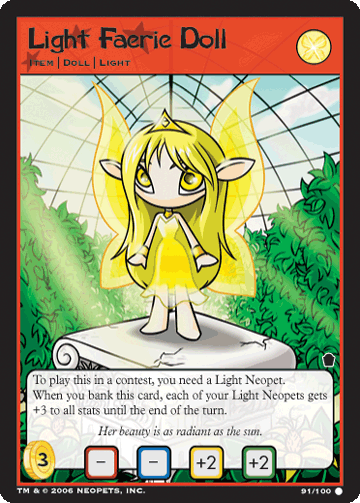 Light Faerie Doll
Item | Doll | Light
To play this in a contest, you need a Light Neopet.
When you bank this card, each of your Light Neopets gets
+3 to all stats until the end of the turn.
Her beauty is as radiant as the sun.
3
− − +2 +2
TM & © 2006 NEOPETS, INC. 91/100